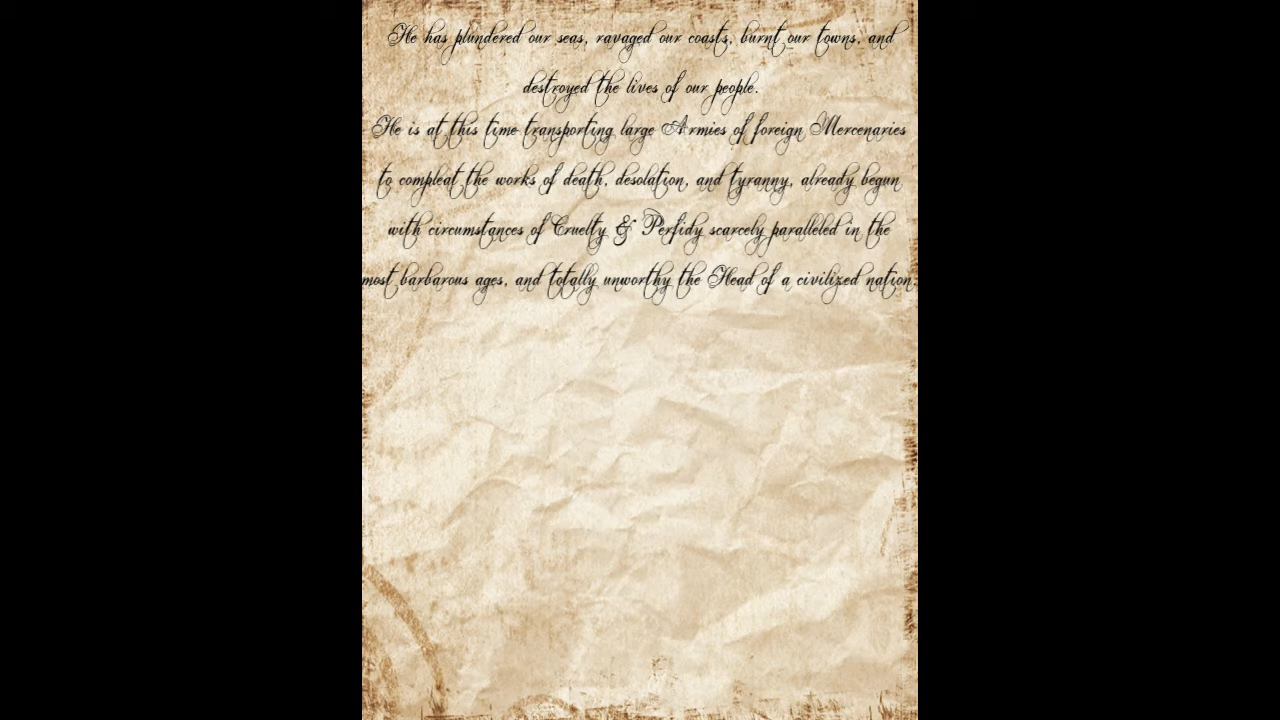 He has plundered our seas, ravaged our coasts, burnt our towns, and
destroyed the lives of our people.
He is at this time transporting large Armies of foreign Mercenaries
to compleat the works of death, desolation, and tyranny, already begun
with circumstances of Cruelty & Perfidy scarcely paralleled in the
most barbarous ages, and totally unworthy the Head of a civilized nation.